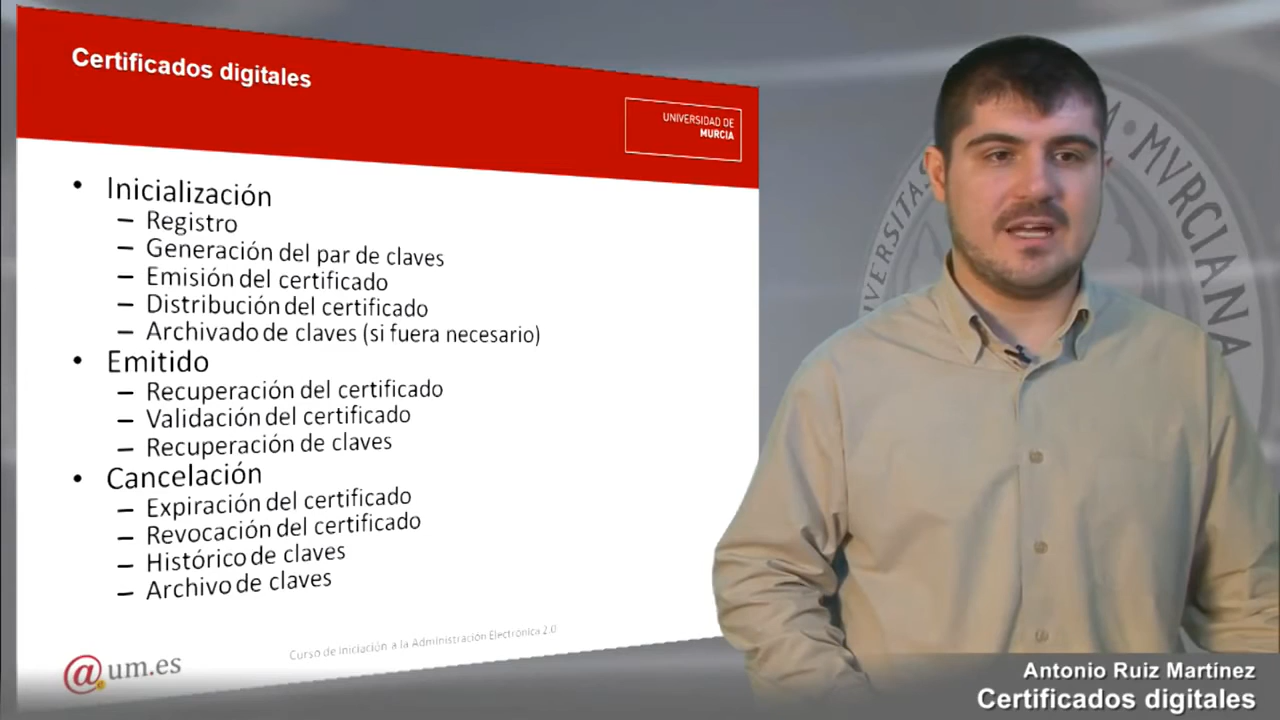 Certificados digitales
UNIVERSIDAD DE
MURCIA
• Inicialización
– Registro
– Generación del par de claves
– Emisión del certificado
– Distribución del certificado
– Archivado de claves (si fuera necesario)
• Emitido
– Recuperación del certificado
– Validación del certificado
– Recuperación de claves
• Cancelación
– Expiración del certificado
– Revocación del certificado
– Histórico de claves
– Archivo de claves
Curso de Iniciación a la Administración Electrónica 2.0
@um.es
MVRCIANA
Antonio Ruiz Martínez
Certificados digitales